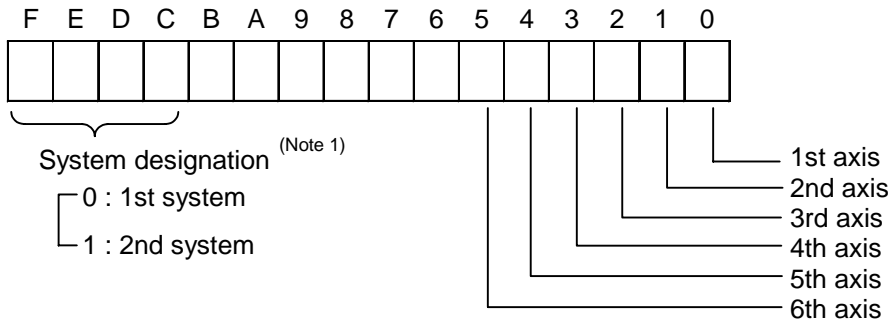 F E D C B A 9 8 7 6 5 4 3 2 1 0
System designation (Note 1)
0 : 1st system
1 : 2nd system
1st axis
2nd axis
3rd axis
4th axis
5th axis
6th axis